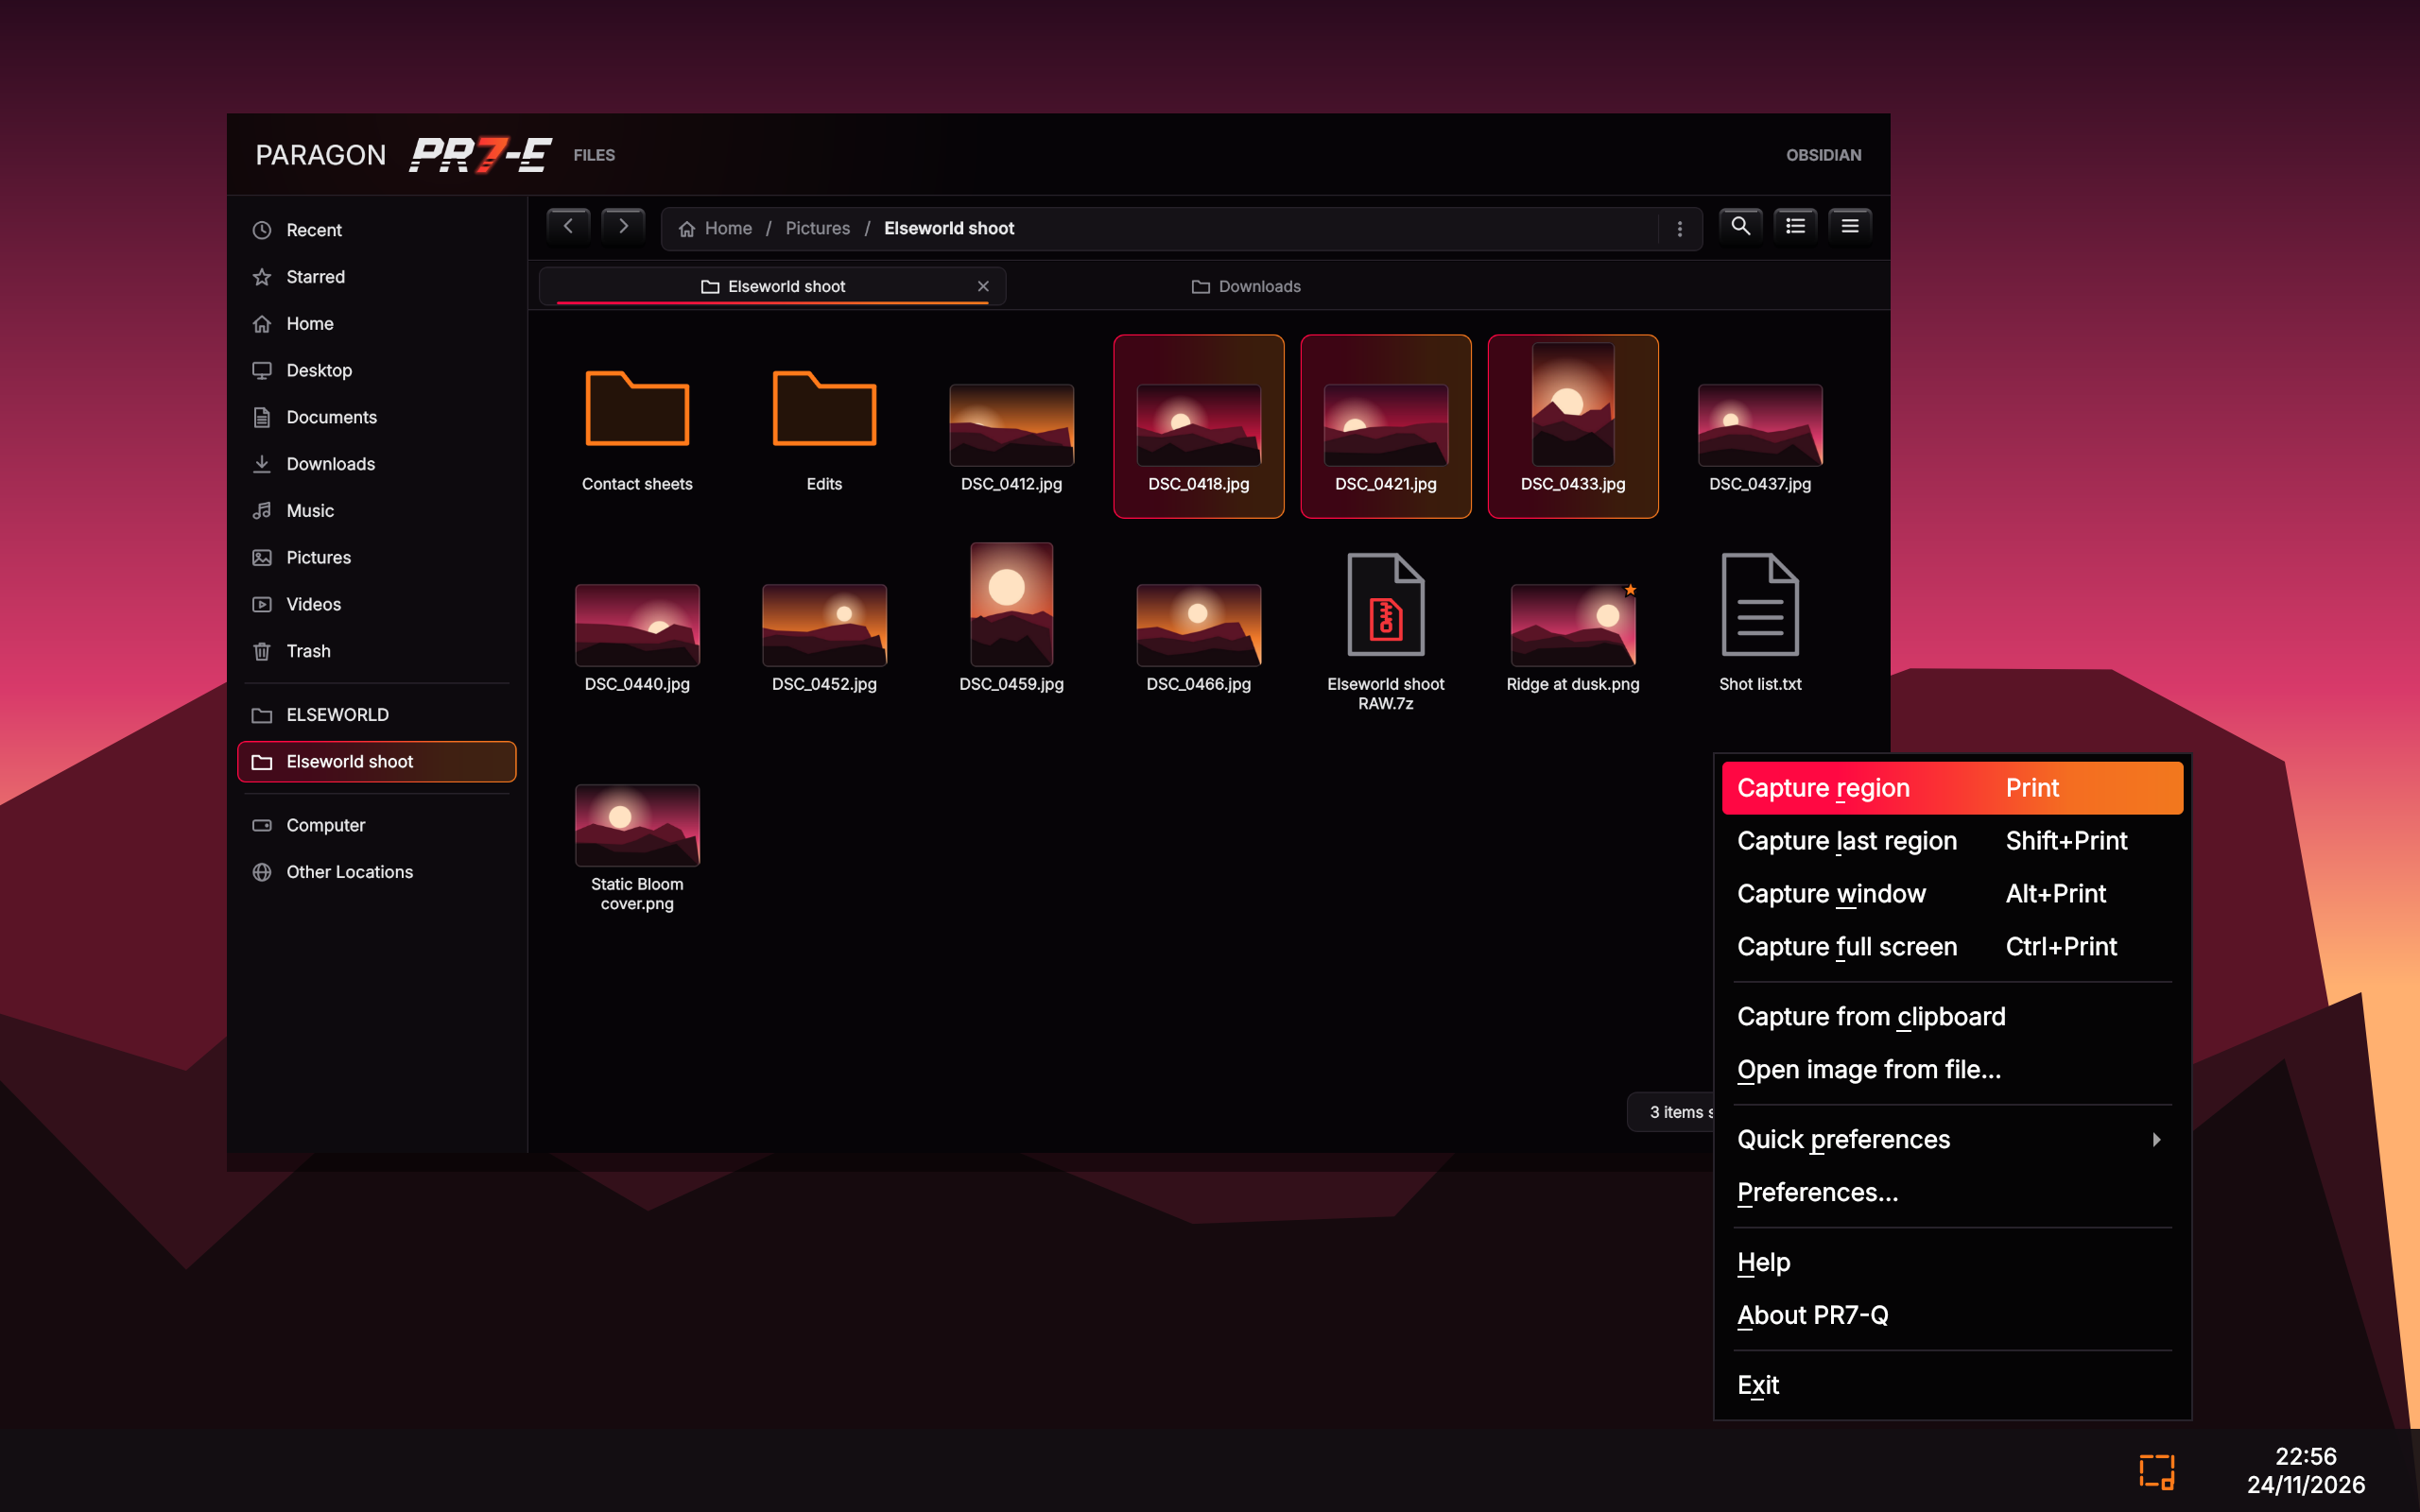 PARAGON PR7-E FILES
OBSIDIAN
Recent
Starred
Home
Desktop
Documents
Downloads
Music
Pictures
Videos
Trash
ELSEWORLD
Elseworld shoot
Computer
Other Locations
Home / Pictures / Elseworld shoot
Elseworld shoot
Downloads
Contact sheets
Edits
DSC_0412.jpg
DSC_0418.jpg
DSC_0421.jpg
DSC_0433.jpg
DSC_0437.jpg
DSC_0440.jpg
DSC_0452.jpg
DSC_0459.jpg
DSC_0466.jpg
Elseworld shoot
RAW.7z
Ridge at dusk.png
Shot list.txt
Static Bloom
cover.png
3 items
Capture region Print
Capture last region Shift+Print
Capture window Alt+Print
Capture full screen Ctrl+Print
Capture from clipboard
Open image from file...
Quick preferences
Preferences...
Help
About PR7-Q
Exit
22:56
24/11/2026